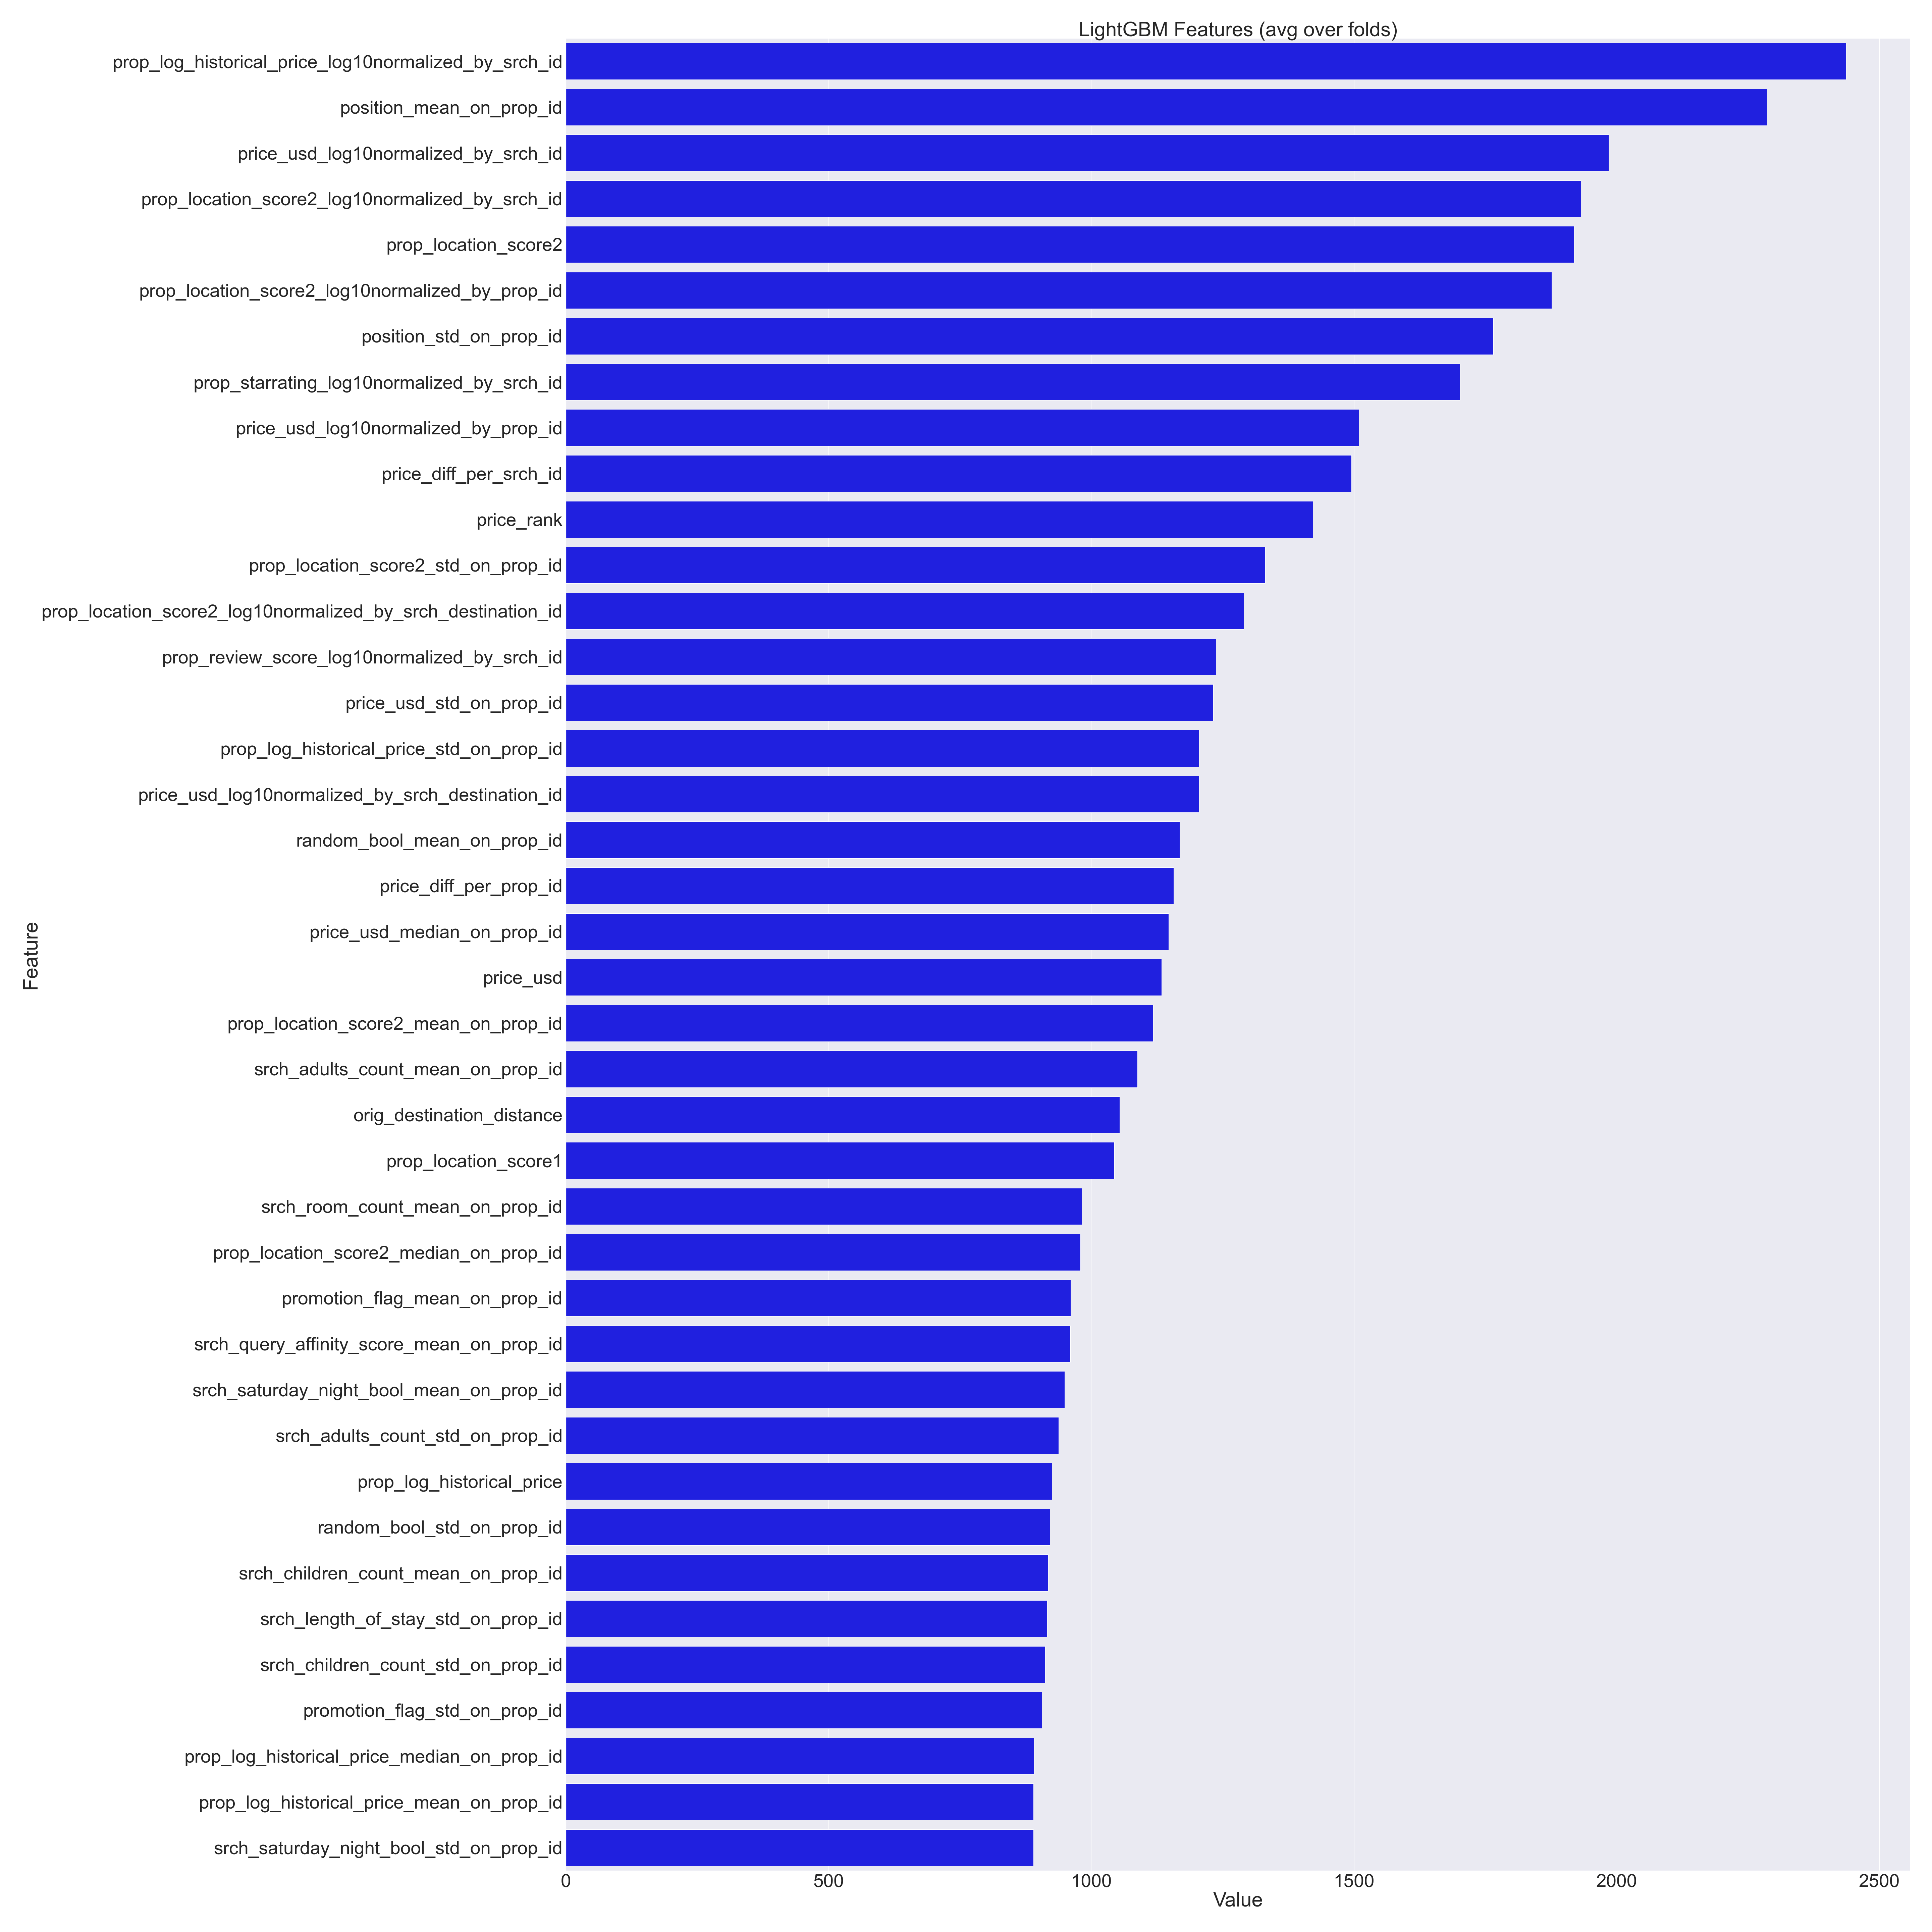 LightGBM Features (avg over folds)
prop_log_historical_price_log10normalized_by_srch_id
position_mean_on_prop_id
price_usd_log10normalized_by_srch_id
prop_location_score2_log10normalized_by_srch_id
prop_location_score2
prop_location_score2_log10normalized_by_prop_id
position_std_on_prop_id
prop_starrating_log10normalized_by_srch_id
price_usd_log10normalized_by_prop_id
price_diff_per_srch_id
price_rank
prop_location_score2_std_on_prop_id
prop_location_score2_log10normalized_by_srch_destination_id
prop_review_score_log10normalized_by_srch_id
price_usd_std_on_prop_id
prop_log_historical_price_std_on_prop_id
price_usd_log10normalized_by_srch_destination_id
random_bool_mean_on_prop_id
price_diff_per_prop_id
price_usd_median_on_prop_id
price_usd
prop_location_score2_mean_on_prop_id
srch_adults_count_mean_on_prop_id
orig_destination_distance
prop_location_score1
srch_room_count_mean_on_prop_id
prop_location_score2_median_on_prop_id
promotion_flag_mean_on_prop_id
srch_query_affinity_score_mean_on_prop_id
srch_saturday_night_bool_mean_on_prop_id
srch_adults_count_std_on_prop_id
prop_log_historical_price
random_bool_std_on_prop_id
srch_children_count_mean_on_prop_id
srch_length_of_stay_std_on_prop_id
srch_children_count_std_on_prop_id
promotion_flag_std_on_prop_id
prop_log_historical_price_median_on_prop_id
prop_log_historical_price_mean_on_prop_id
srch_saturday_night_bool_std_on_prop_id
Feature
0 500 1000 1500 2000 2500
Value